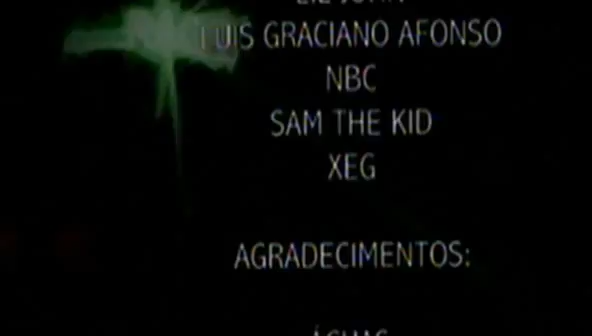 LUIS GRACIANO AFONSO
NBC
SAM THE KID
XEG
AGRADECIMENTOS: